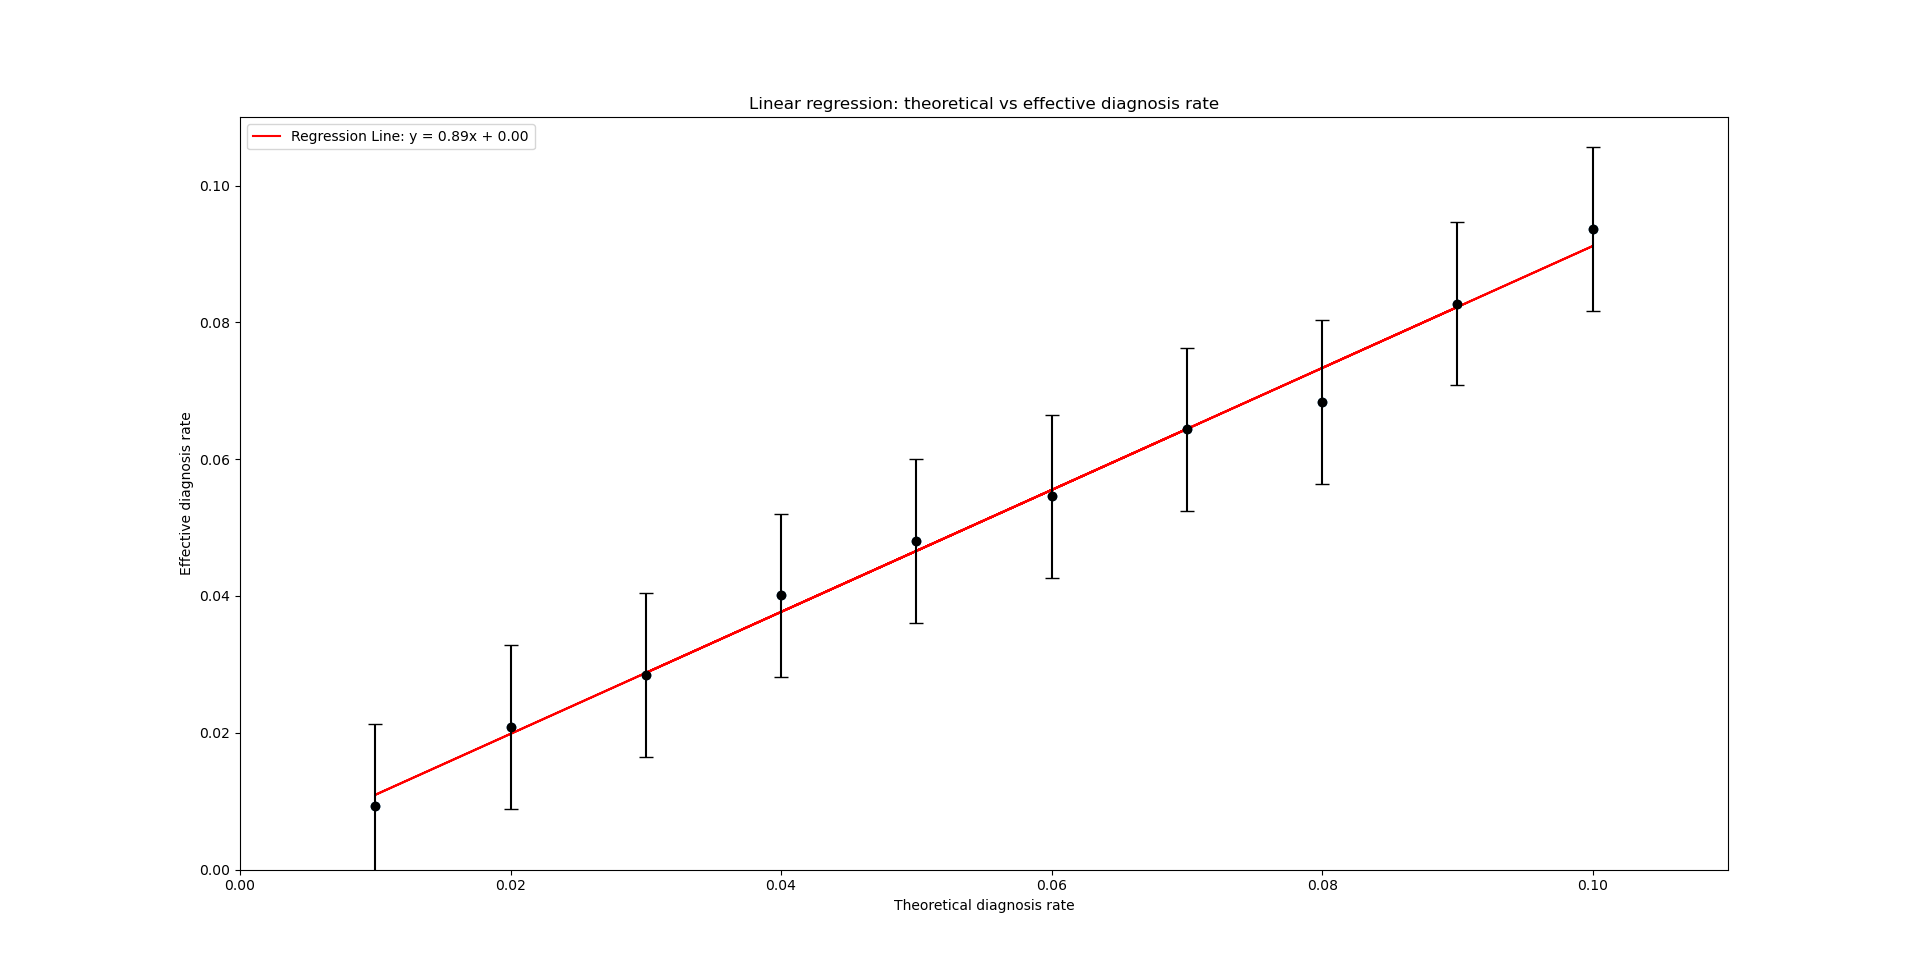 Linear regression: theoretical vs effective diagnosis rate
Regression Line: y = 0.89x + 0.00
Effective diagnosis rate
0.10
0.08
0.06
0.04
0.02
0.00
0.00 0.02 0.04 0.06 0.08 0.10
Theoretical diagnosis rate